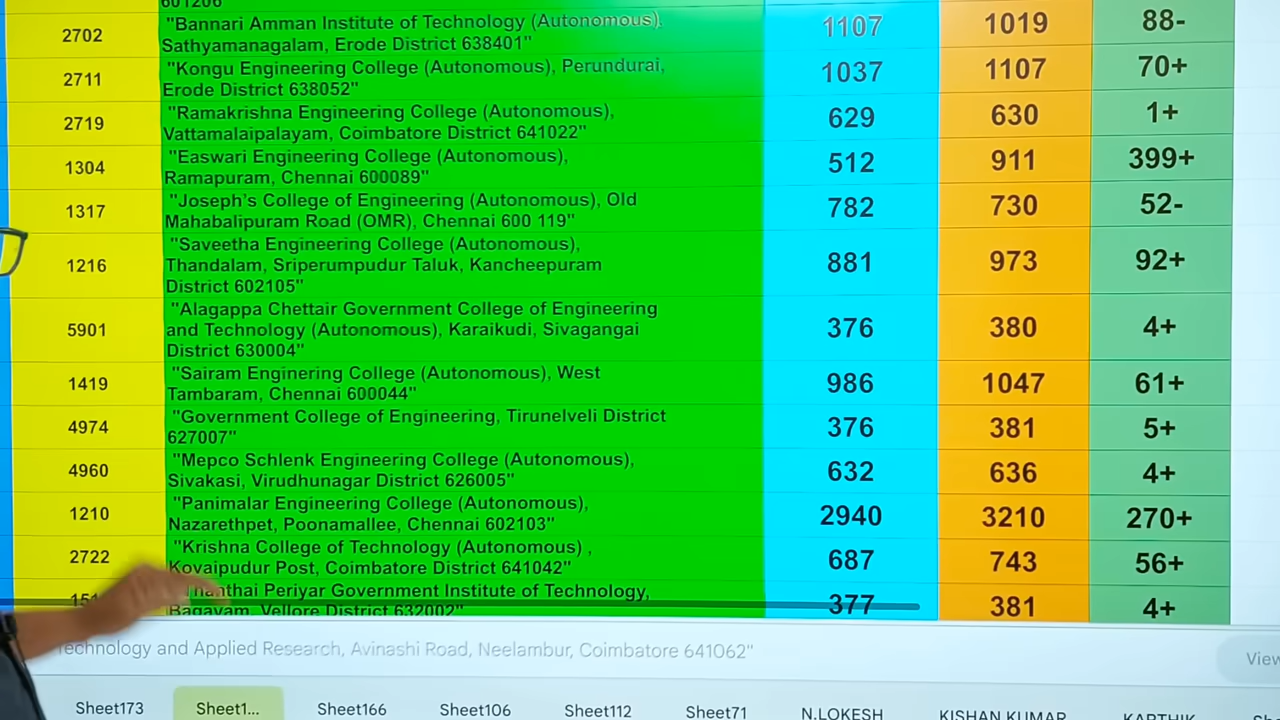 601206
2702 "Bannari Amman Institute of Technology (Autonomous), 1107 1019 88-
Sathyamanagalam, Erode District 638401"
2711 "Kongu Engineering College (Autonomous), Perundurai, 1037 1107 70+
Erode District 638052"
2719 "Ramakrishna Engineering College (Autonomous), 629 630 1+
Vattamalaipalayam, Coimbatore District 641022"
1304 "Easwari Engineering College (Autonomous), 512 911 399+
Ramapuram, Chennai 600089"
1317 "Joseph's College of Engineering (Autonomous), Old 782 730 52-
Mahabalipuram Road (OMR), Chennai 600 119"
"Saveetha Engineering College (Autonomous),
1216 Thandalam, Sriperumpudur Taluk, Kancheepuram 881 973 92+
District 602105"
"Alagappa Chettair Government College of Engineering
5901 and Technology (Autonomous), Karaikudi, Sivagangai 376 380 4+
District 630004"
1419 "Sairam Enginering College (Autonomous), West 986 1047 61+
Tambaram, Chennai 600044"
4974 "Government College of Engineering, Tirunelveli District 376 381 5+
627007"
4960 "Mepco Schlenk Engineering College (Autonomous), 632 636 4+
Sivakasi, Virudhunagar District 626005"
1210 "Panimalar Engineering College (Autonomous), 2940 3210 270+
Nazarethpet, Poonamallee, Chennai 602103"
2722 "Krishna College of Technology (Autonomous) , 687 743 56+
Kovaipudur Post, Coimbatore District 641042"
Periyar Government Institute of Technology, 377 381 4+
Bagayam, Vellore District 632002"
Technology and Applied Research, Avinashi Road, Neelambur, Coimbatore 641062"
View
Sheet173 Sheet1... Sheet166 Sheet106 Sheet112 Sheet71 N.LOKESH KISHAN KUMAR KARTHIK